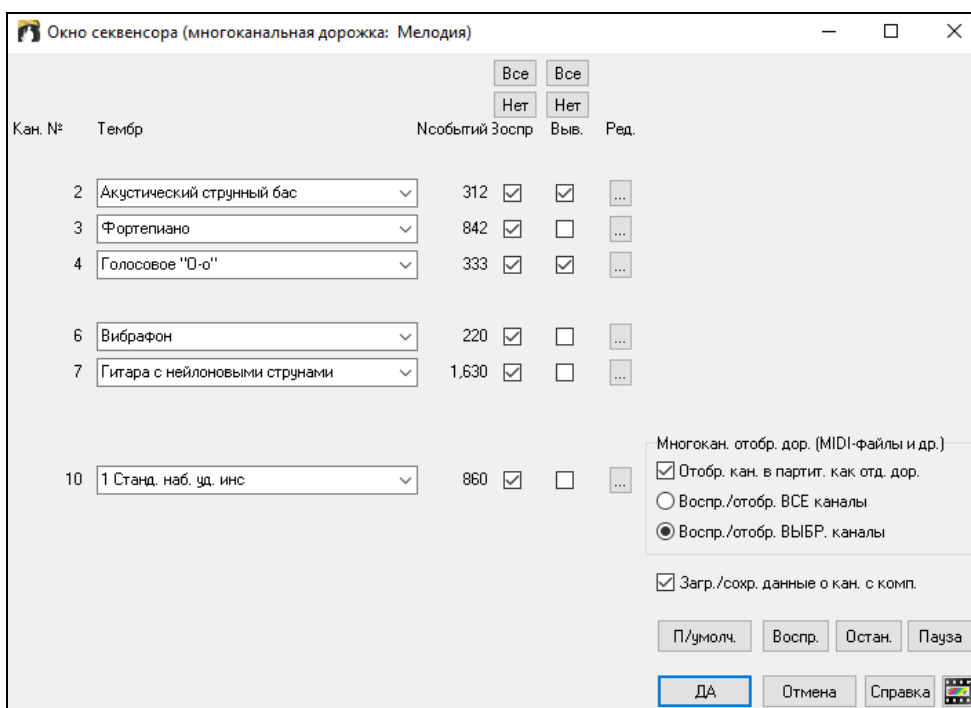 Окно секвенсора (многоканальная дорожка: Мелодия)
Все Все
Нет Нет
Кан. № Тембр Nсобытий Воспр Выв. Ред.
2 Акустический струнный бас 312 ...
3 Фортепиано 842 ...
4 Голосовое "О-о" 333 ...
6 Вибрафон 220 ...
7 Гитара с нейлоновыми струнами 1,630 ...
10 1 Станд. наб. уд. инс 860 ...
Многокан. отобр. дор. (MIDI-файлы и др.)
Отобр. кан. в партит. как отд. дор.
Воспр./отобр. ВСЕ каналы
Воспр./отобр. ВЫБР. каналы
Загр./сохр. данные о кан. с комп.
П/умолч. Воспр. Остан. Пауза
ДА Отмена Справка